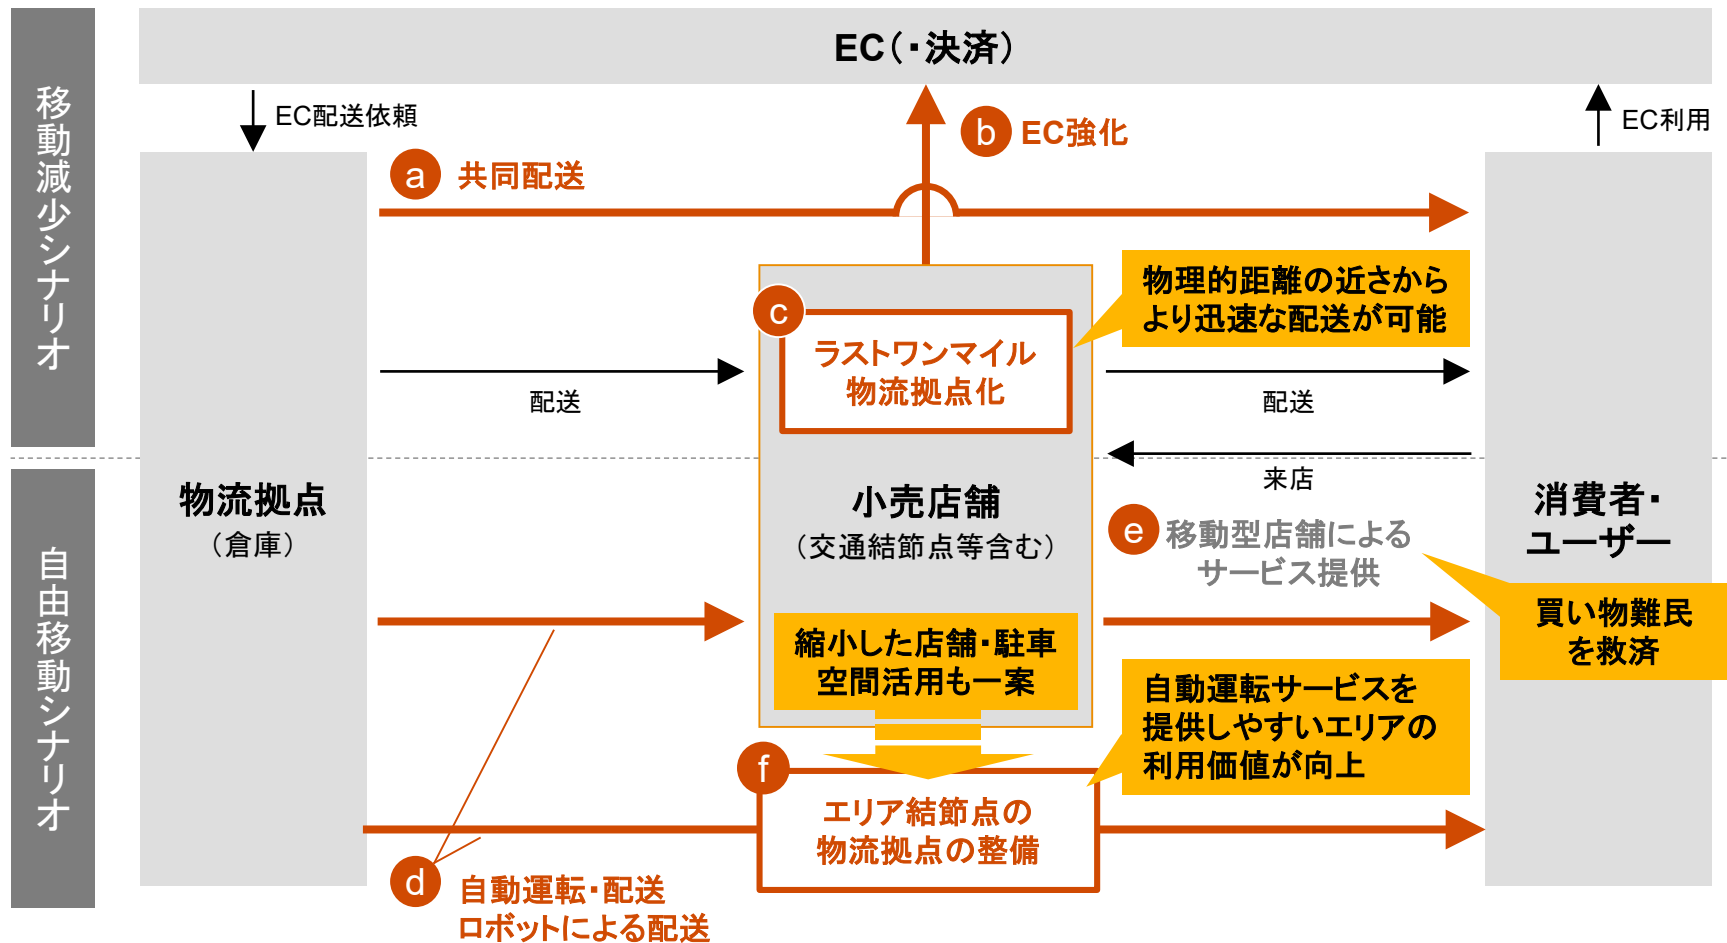 EC（・決済）
移動減少シナリオ
EC配送依頼
b EC強化
EC利用
a 共同配送
物理的距離の近さから
より迅速な配送が可能
c
ラストワンマイル
物流拠点化
配送
配送
来店
自由移動シナリオ
物流拠点
（倉庫）
小売店舗
（交通結節点等含む）
e 移動型店舗による
サービス提供
消費者・
ユーザー
買い物難民
を救済
縮小した店舗・駐車
空間活用も一案
自動運転サービスを
提供しやすいエリアの
利用価値が向上
f
エリア結節点の
物流拠点の整備
d 自動運転・配送
ロボットによる配送